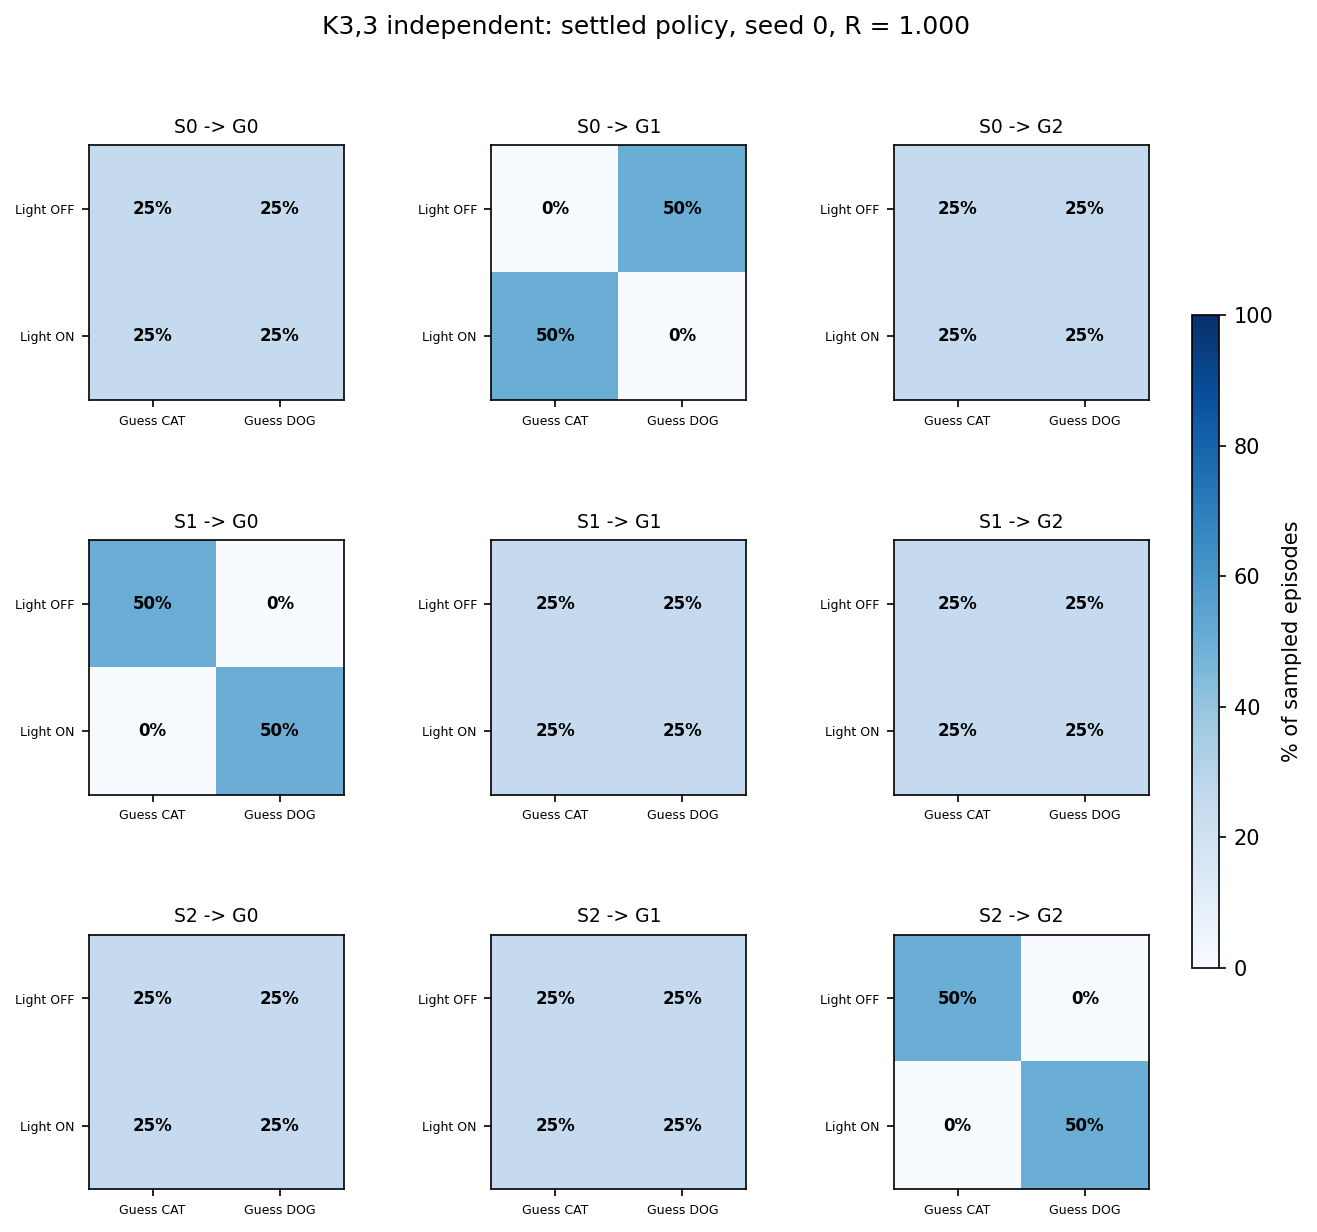 K3,3 independent: settled policy, seed 0, R = 1.000
S0 -> G0
S0 -> G1
S0 -> G2
Light OFF
25%
25%
Light OFF
0%
50%
Light OFF
25%
25%
Light ON
25%
25%
Light ON
50%
0%
Light ON
25%
25%
Guess CAT
Guess DOG
Guess CAT
Guess DOG
Guess CAT
Guess DOG
S1 -> G0
S1 -> G1
S1 -> G2
Light OFF
50%
0%
Light OFF
25%
25%
Light OFF
25%
25%
Light ON
0%
50%
Light ON
25%
25%
Light ON
25%
25%
Guess CAT
Guess DOG
Guess CAT
Guess DOG
Guess CAT
Guess DOG
S2 -> G0
S2 -> G1
S2 -> G2
Light OFF
25%
25%
Light OFF
25%
25%
Light OFF
50%
0%
Light ON
25%
25%
Light ON
25%
25%
Light ON
0%
50%
Guess CAT
Guess DOG
Guess CAT
Guess DOG
Guess CAT
Guess DOG
100
80
60
40
20
0
% of sampled episodes